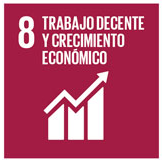 8 TRABAJO DECENTE
Y CRECIMIENTO
ECONÓMICO